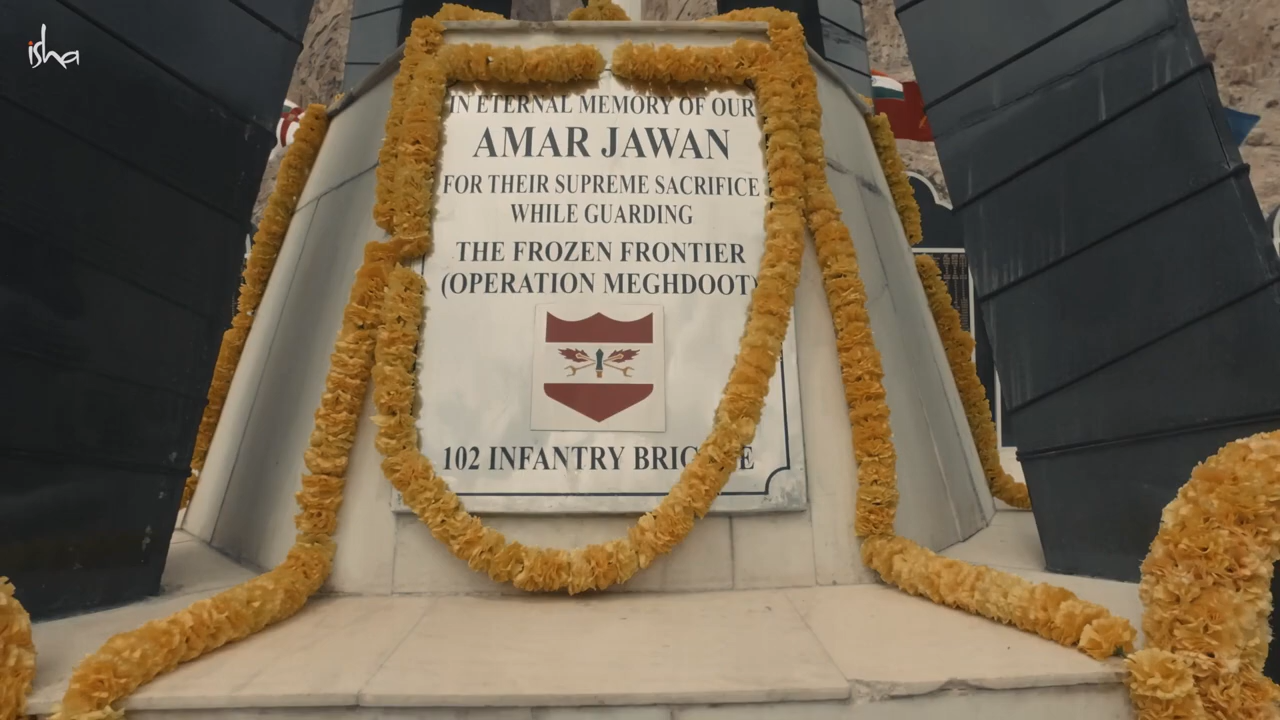 isha
IN ETERNAL MEMORY OF OUR
AMAR JAWAN
FOR THEIR SUPREME SACRIFICE
WHILE GUARDING
THE FROZEN FRONTIER
(OPERATION MEGHDOOT)
102 INFANTRY